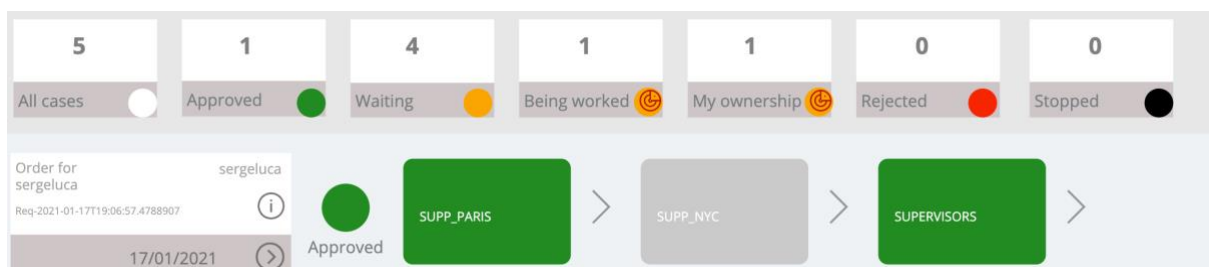 5 1 4 1 1 0 0
All cases Approved Waiting Being worked My ownership Rejected Stopped
Order for sergeluca
sergeluca
Req-2021-01-17T19:06:57.4788907
SUPP_PARIS SUPP_NYC SUPERVISORS
Approved
17/01/2021